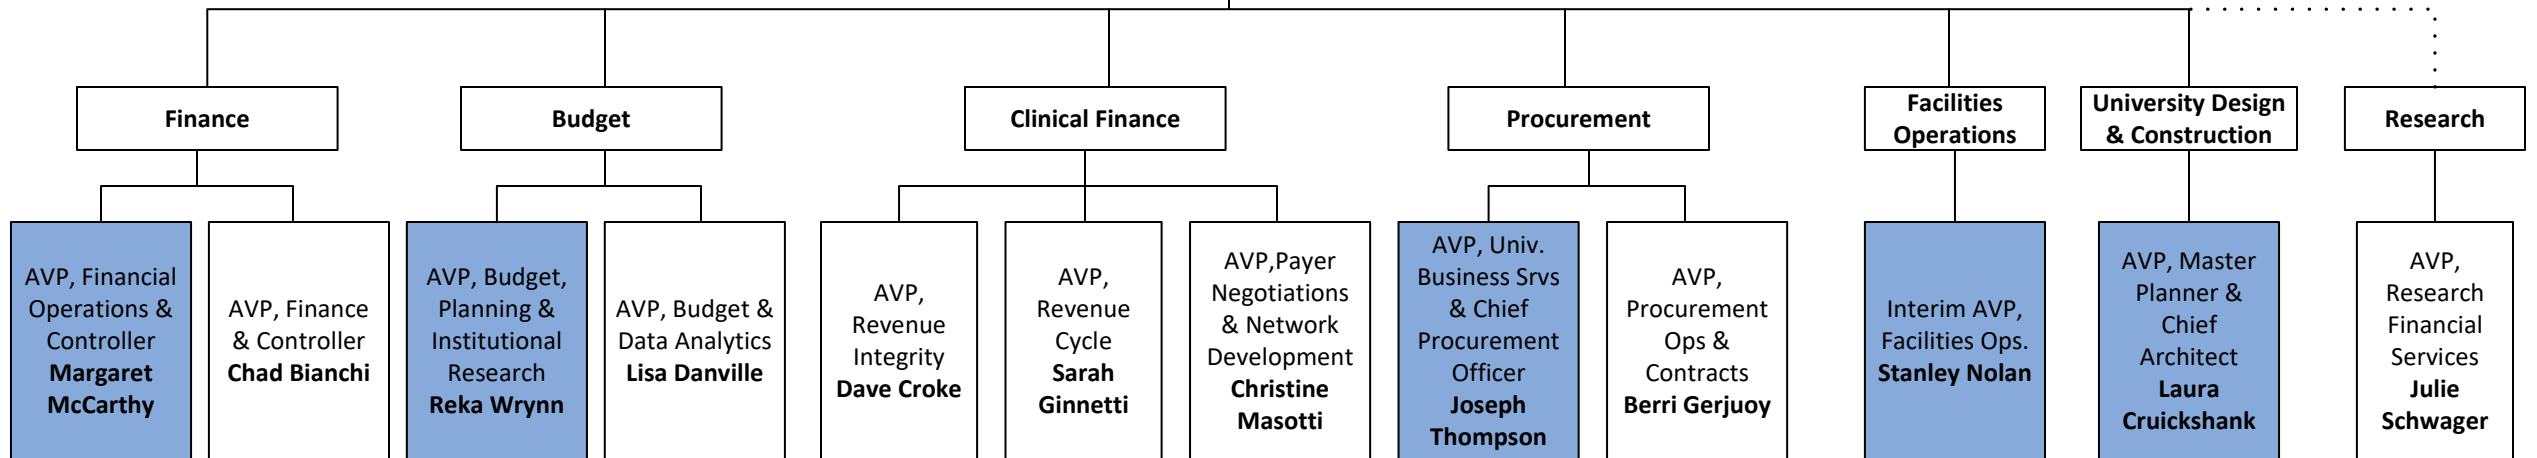 Finance
Budget
Clinical Finance
Procurement
Facilities
Operations
University Design
& Construction
Research
AVP, Financial
Operations &
Controller
Margaret
McCarthy
AVP, Finance
& Controller
Chad Bianchi
AVP, Budget,
Planning &
Institutional
Research
Reka Wrynn
AVP, Budget &
Data Analytics
Lisa Danville
AVP,
Revenue
Integrity
Dave Croke
AVP,
Revenue
Cycle
Sarah
Ginnetti
AVP,Payer
Negotiations
& Network
Development
Christine
Masotti
AVP, Univ.
Business Srvs
& Chief
Procurement
Officer
Joseph
Thompson
AVP,
Procurement
Ops &
Contracts
Berri Gerjuoy
Interim AVP,
Facilities Ops.
Stanley Nolan
AVP, Master
Planner &
Chief
Architect
Laura
Cruickshank
AVP,
Research
Financial
Services
Julie
Schwager